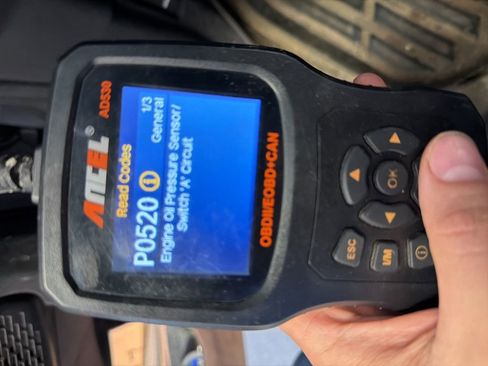 ANCEL® AD530
Read Codes 1/3
P0520 General
Engine Oil Pressure Sensor/
Switch 'A' Circuit
OBDII/EOBD+CAN
OK
ESC
I/M